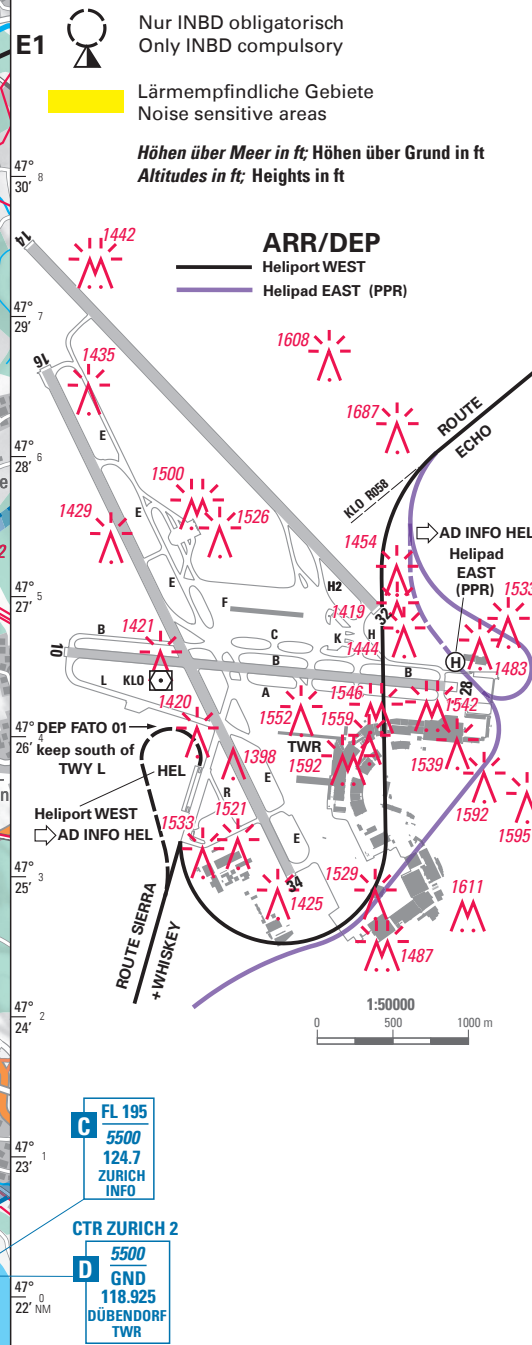 E1
Nur INBD obligatorisch
Only INBD compulsory
Lärmempfindliche Gebiete
Noise sensitive areas
Höhen über Meer in ft; Höhen über Grund in ft
Altitudes in ft; Heights in ft
47° 30' 8
14
1442
ARR/DEP
Heliport WEST
Helipad EAST (PPR)
47° 29' 7
16
1435
1608
1687
ROUTE
ECHO
47° 28' 6
E
KLO R058
1500
1526
1429
E
1454
AD INFO HEL
Helipad
EAST
(PPR)
E
H2
47° 27' 5
F
1419
32
1533
1421
B
C
K
H
1444
H
1483
10
B
B
L
KLO
A
1546
28
1542
1420
1552
1559
47° 26' 4
DEP FATO 01
keep south of
TWY L
TWR
1398
1592
1539
HEL
E
R
1592
Heliport WEST
AD INFO HEL
1521
1533
1595
E
47° 25' 3
34
1425
1529
1611
ROUTE SIERRA
+ WHISKEY
1487
47° 24' 2
1:50000
0 500 1000 m
C
FL 195
5500
124.7
ZURICH
INFO
47° 23' 1
CTR ZURICH 2
D
5500
GND
118.925
DÜBENDORF
TWR
47° 22' 0 NM